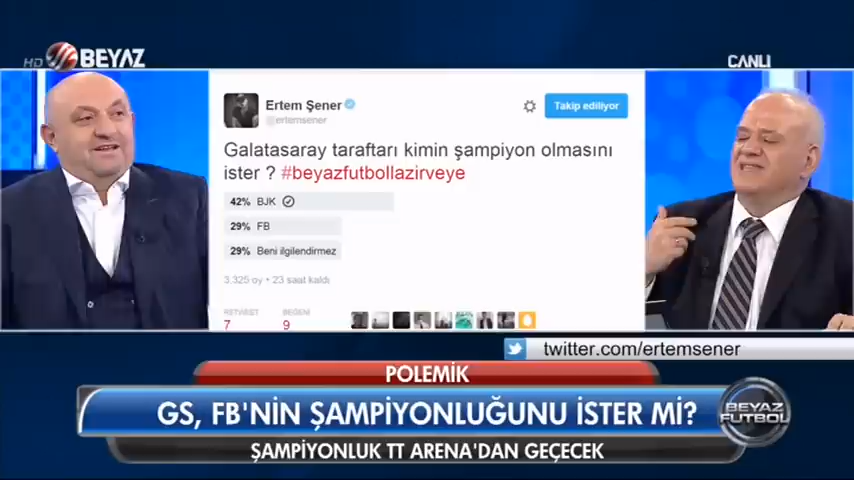 HD BEYAZ
CANLI
Ertem Şener
@ertemsener
Takip ediliyor
Galatasaray taraftarı kimin şampiyon olmasını
ister ? #beyazfutbollazirveye
42% BJK
29% FB
29% Beni ilgilendirmez
3.325 oy • 23 saat kaldı
RETWEET BEĞENİ
7 9
twitter.com/ertemsener
POLEMİK
GS, FB'NİN ŞAMPİYONLUĞUNU İSTER Mİ?
BEYAZ
FUTBOL
ŞAMPİYONLUK TT ARENA'DAN GEÇECEK